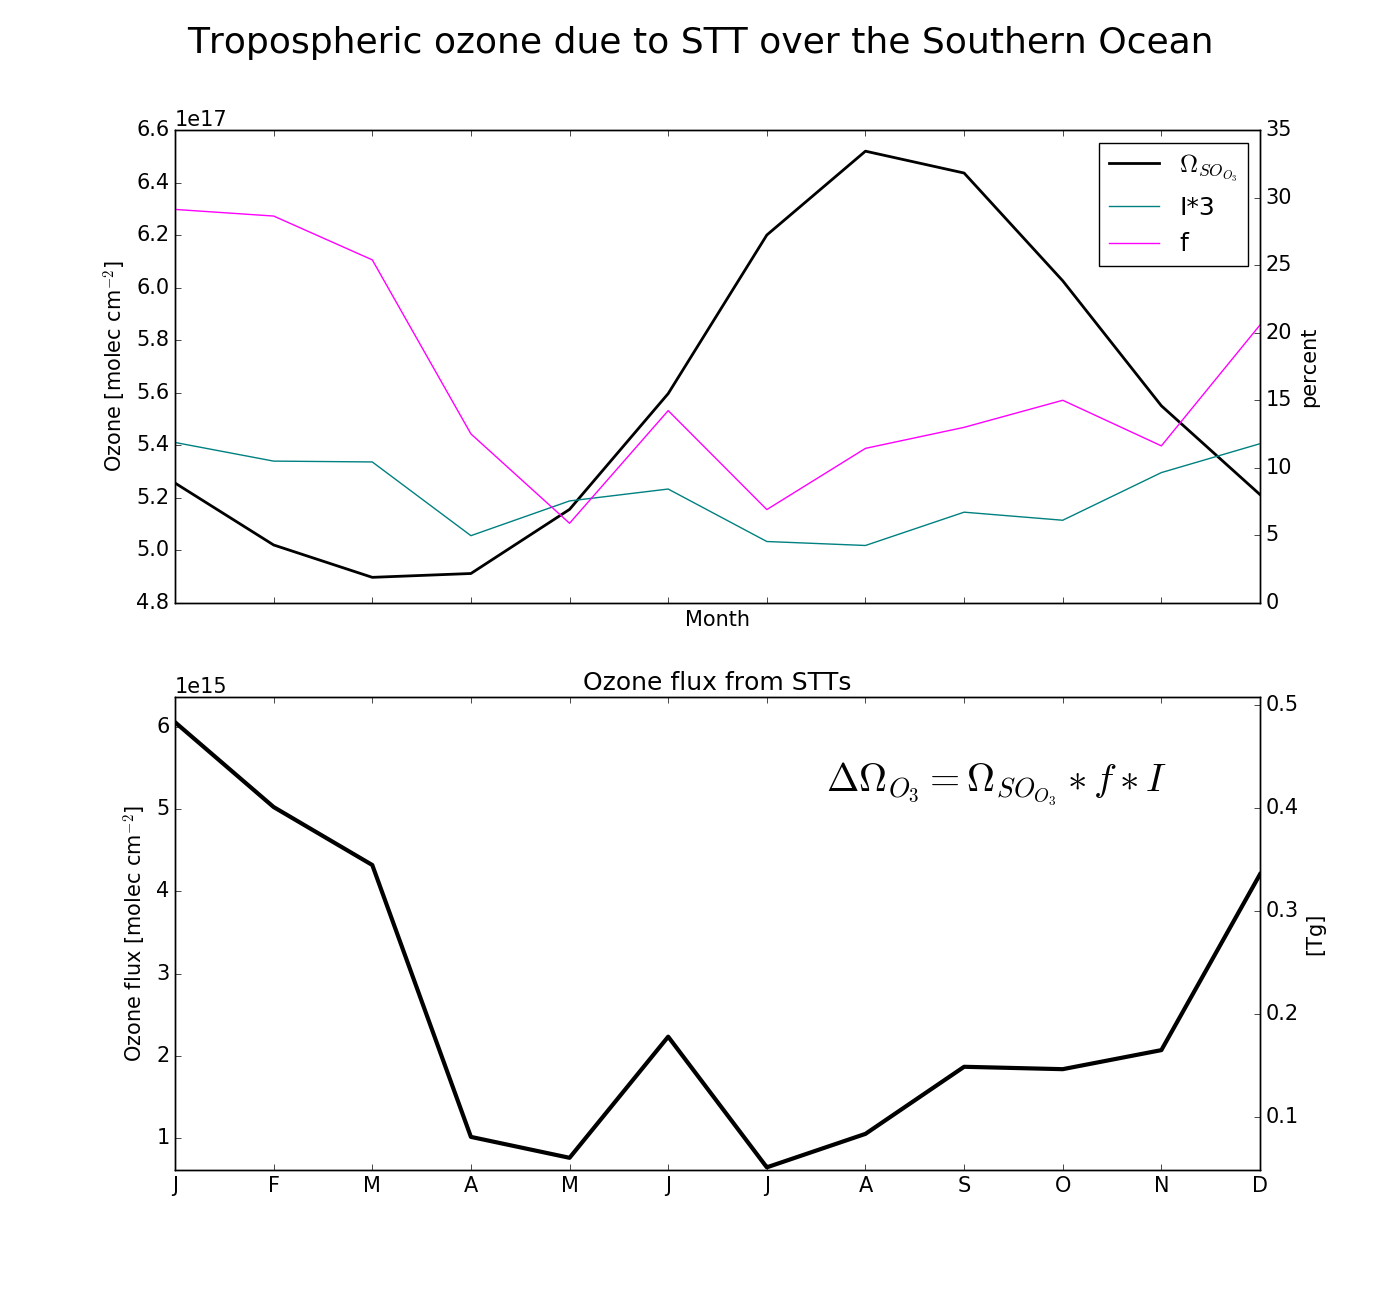 Tropospheric ozone due to STT over the Southern Ocean
1e17
6.6
6.4
6.2
6.0
5.8
5.6
5.4
5.2
5.0
4.8
Ozone [molec cm⁻²]
Ω_{SO_{O_3}}
I*3
f
35
30
25
20
15
10
5
0
percent
Month
Ozone flux from STTs
1e15
6
5
4
3
2
1
Ozone flux [molec cm⁻²]
ΔΩ_{O_3} = Ω_{SO_{O_3}} ∗ f ∗ I
0.5
0.4
0.3
0.2
0.1
[Tg]
J F M A M J J A S O N D